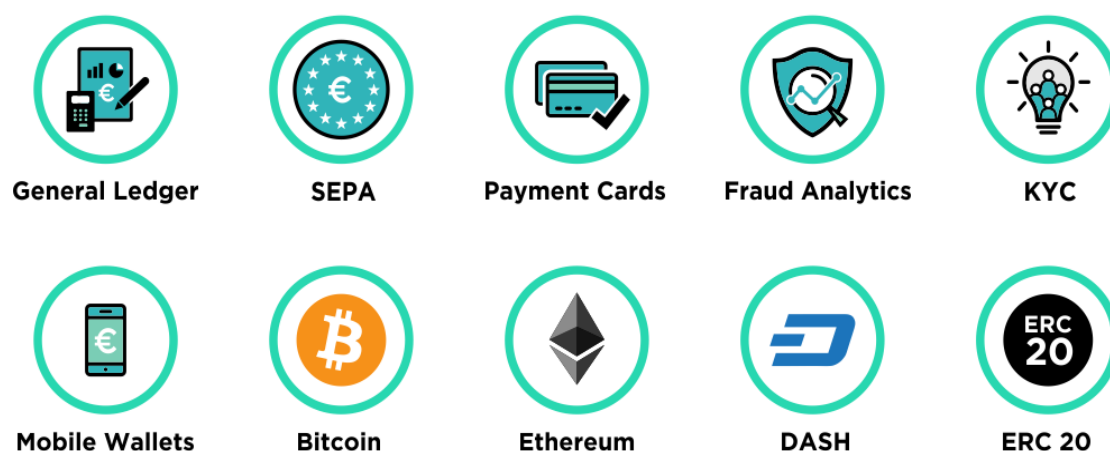 €
€
General Ledger
SEPA
Payment Cards
Fraud Analytics
KYC
€
ERC
20
Mobile Wallets
Bitcoin
Ethereum
DASH
ERC 20